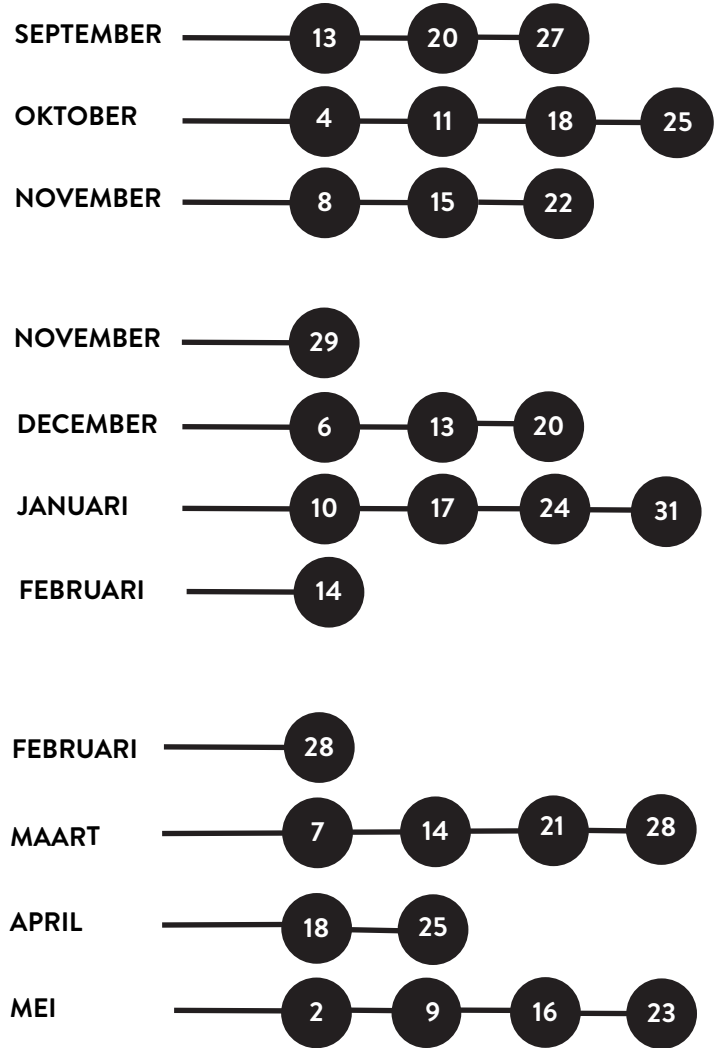 SEPTEMBER 13 20 27
OKTOBER 4 11 18 25
NOVEMBER 8 15 22
NOVEMBER 29
DECEMBER 6 13 20
JANUARI 10 17 24 31
FEBRUARI 14
FEBRUARI 28
MAART 7 14 21 28
APRIL 18 25
MEI 2 9 16 23